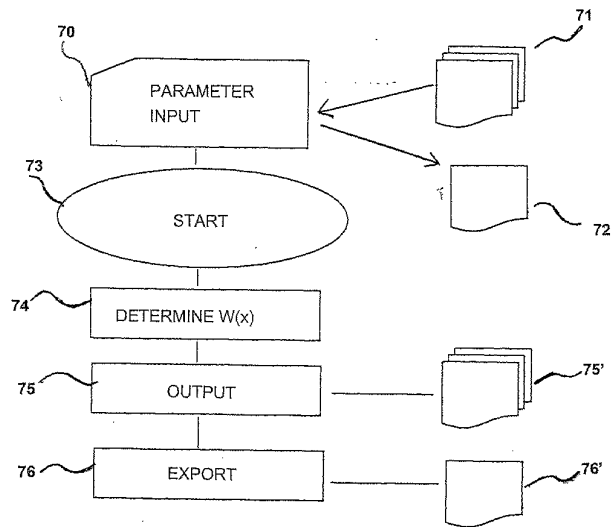 70
71
PARAMETER
INPUT
73
START
72
74
DETERMINE W(x)
75
OUTPUT
75'
76
EXPORT
76'